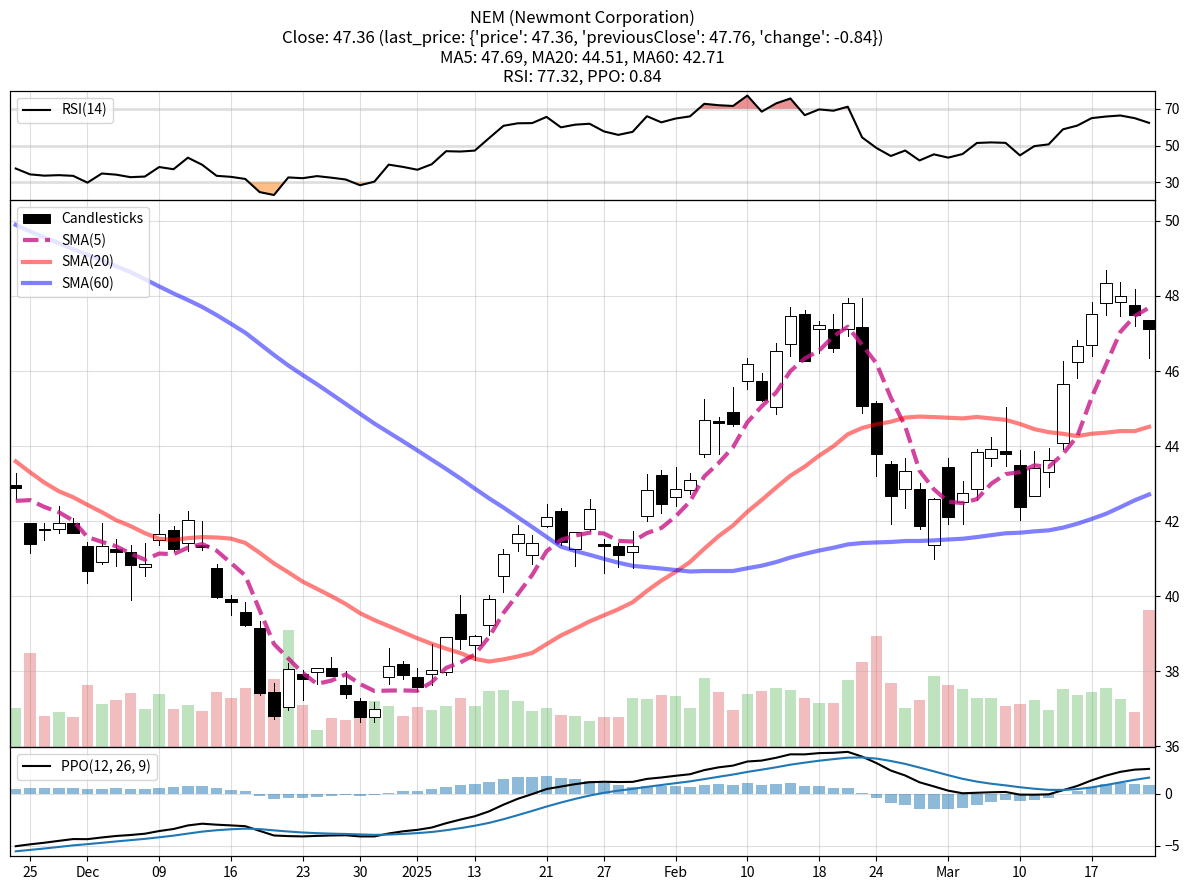 NEM (Newmont Corporation)
Close: 47.36 (last_price: {'price': 47.36, 'previousClose': 47.76, 'change': -0.84})
MA5: 47.69, MA20: 44.51, MA60: 42.71
RSI: 77.32, PPO: 0.84
RSI(14)
70
50
30
Candlesticks
SMA(5)
SMA(20)
SMA(60)
50
48
46
44
42
40
38
36
PPO(12, 26, 9)
0
−5
25 Dec 09 16 23 30 2025 13 21 27 Feb 10 18 24 Mar 10 17